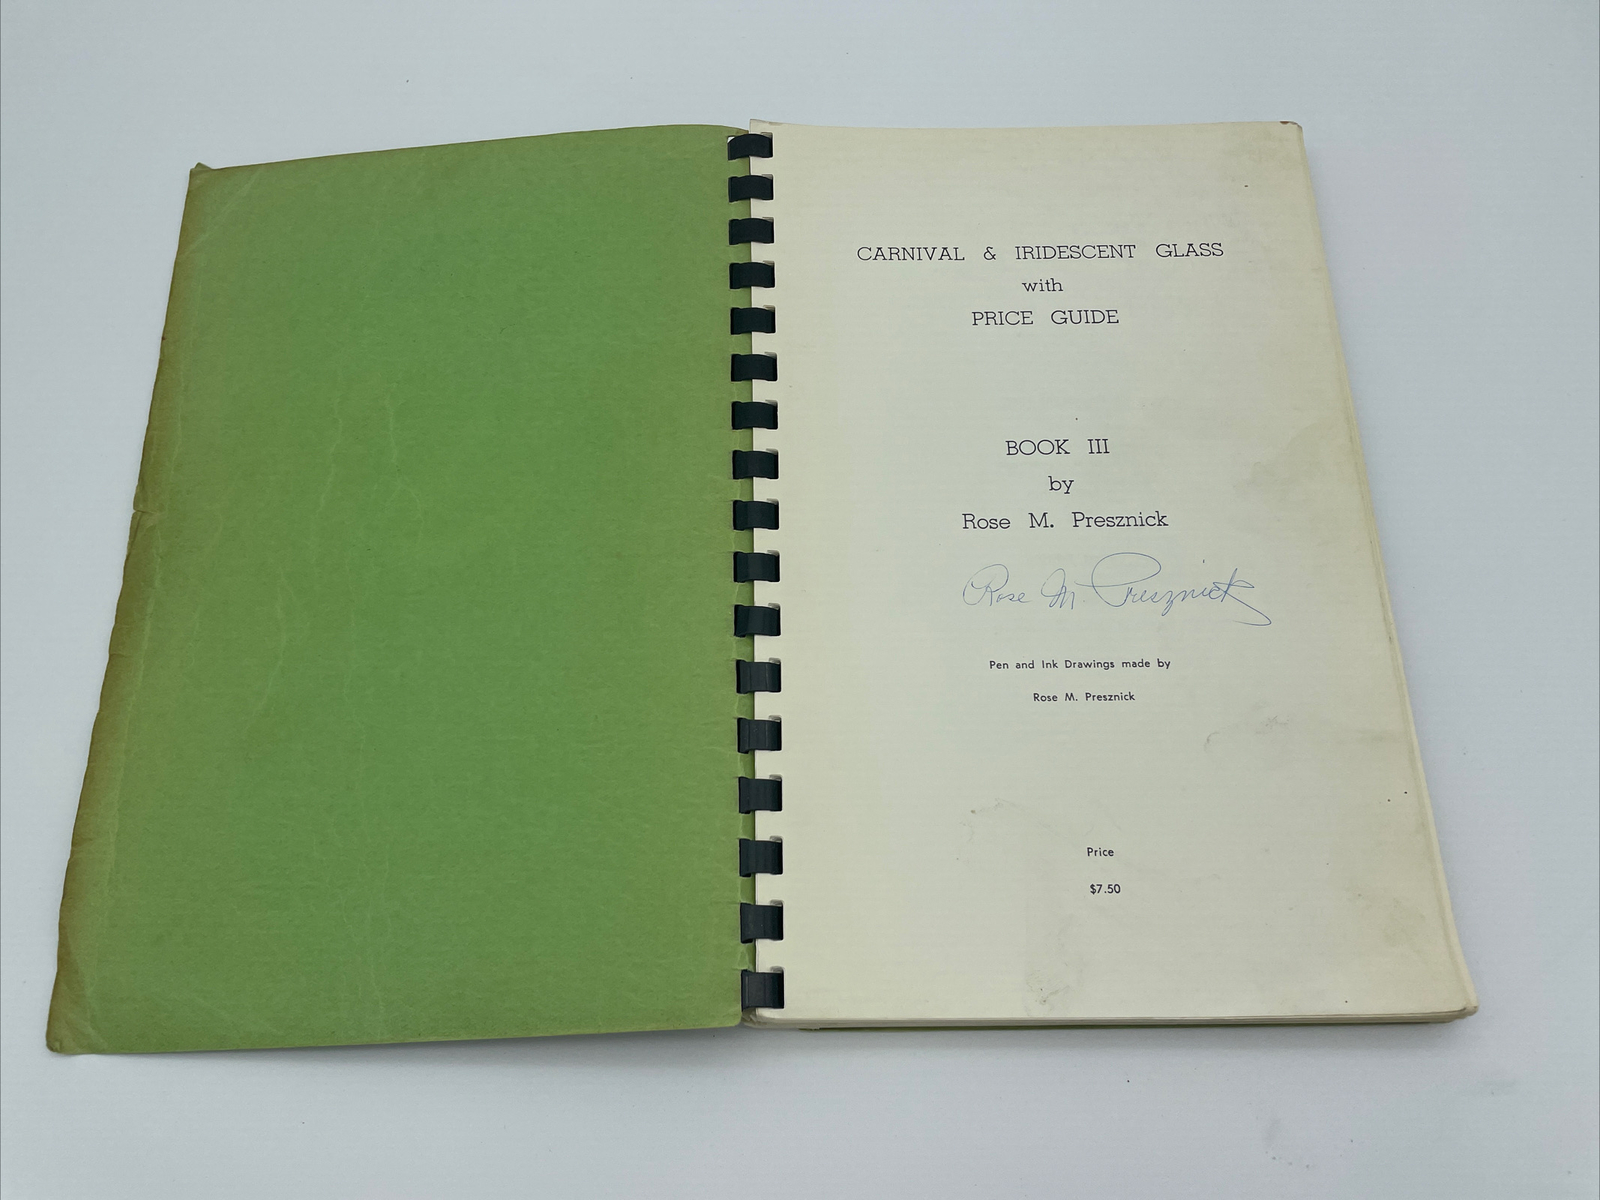 CARNIVAL & IRIDESCENT GLASS
with
PRICE GUIDE
BOOK III
by
Rose M. Presznick
Rose M. Presznick
Pen and Ink Drawings made by
Rose M. Presznick
Price
$7.50